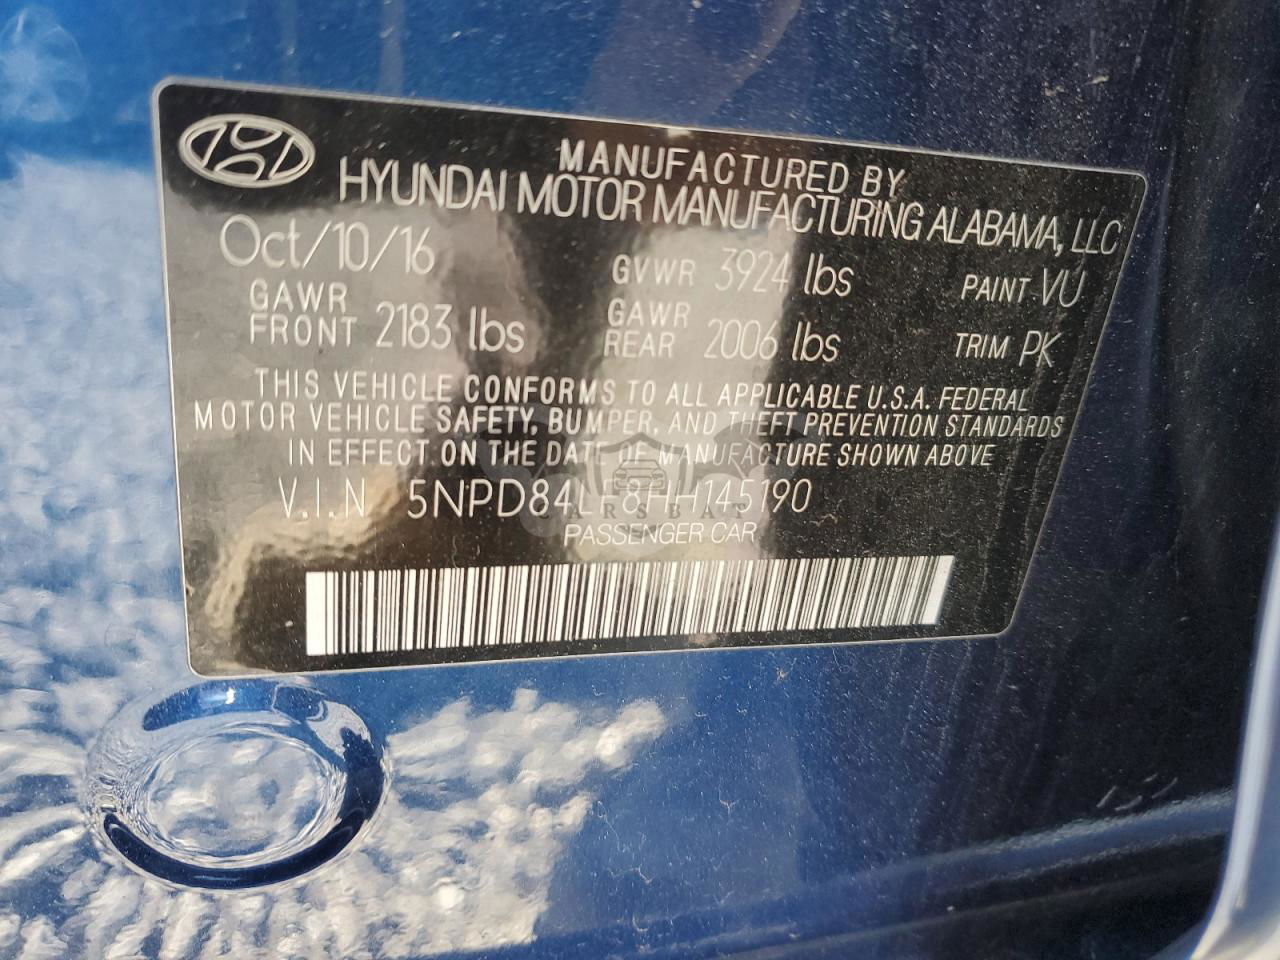 MANUFACTURED BY
HYUNDAI MOTOR MANUFACTURING ALABAMA, LLC
Oct/10/16 GVWR 3924 lbs PAINT VU
GAWR FRONT 2183 lbs GAWR REAR 2006 lbs TRIM PK
THIS VEHICLE CONFORMS TO ALL APPLICABLE U.S.A. FEDERAL
MOTOR VEHICLE SAFETY, BUMPER, AND THEFT PREVENTION STANDARDS
IN EFFECT ON THE DATE OF MANUFACTURE SHOWN ABOVE
V.I.N 5NPD84LF8HH145190
CARSBAT
PASSENGER CAR